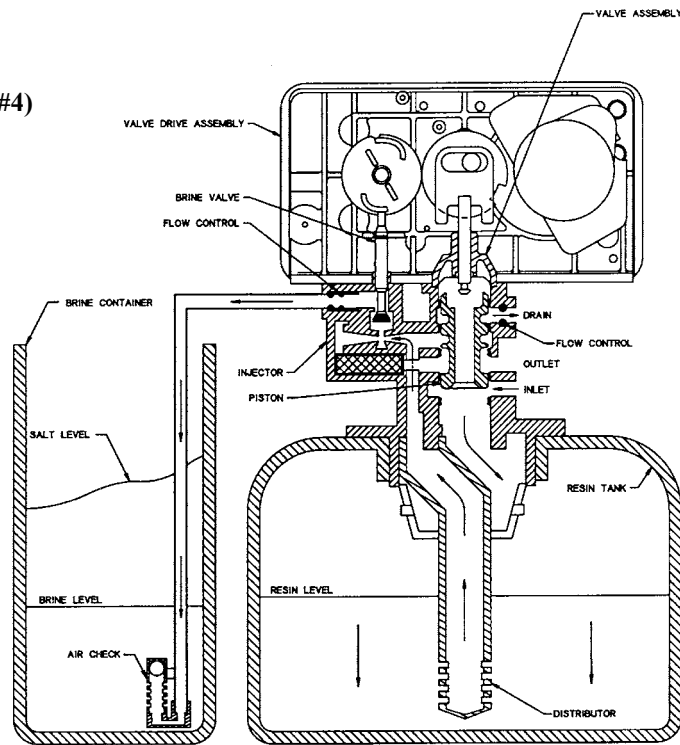 VALVE ASSEMBLY
#4)
VALVE DRIVE ASSEMBLY
BRINE VALVE
FLOW CONTROL
BRINE CONTAINER
DRAIN
FLOW CONTROL
INJECTOR
OUTLET
PISTON
INLET
SALT LEVEL
RESIN TANK
BRINE LEVEL
RESIN LEVEL
AIR CHECK
DISTRIBUTOR